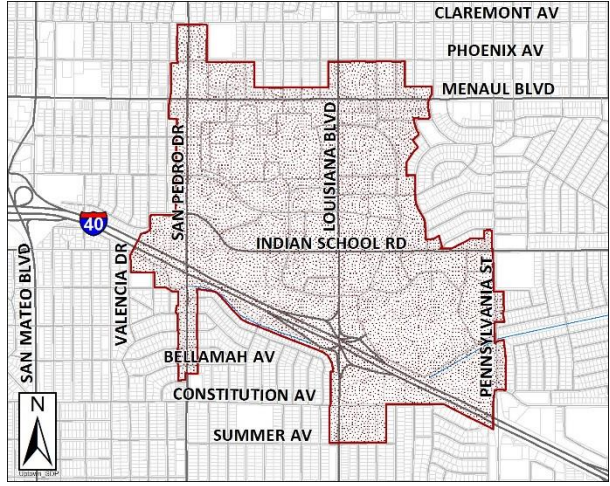 CLAREMONT AV
PHOENIX AV
MENAUL BLVD
SAN PEDRO DR
LOUISIANA BLVD
40
INDIAN SCHOOL RD
SAN MATEO BLVD
VALENCIA DR
PENNSYLVANIA ST
BELLAMAH AV
CONSTITUTION AV
SUMMER AV
N
Uptown_SDP